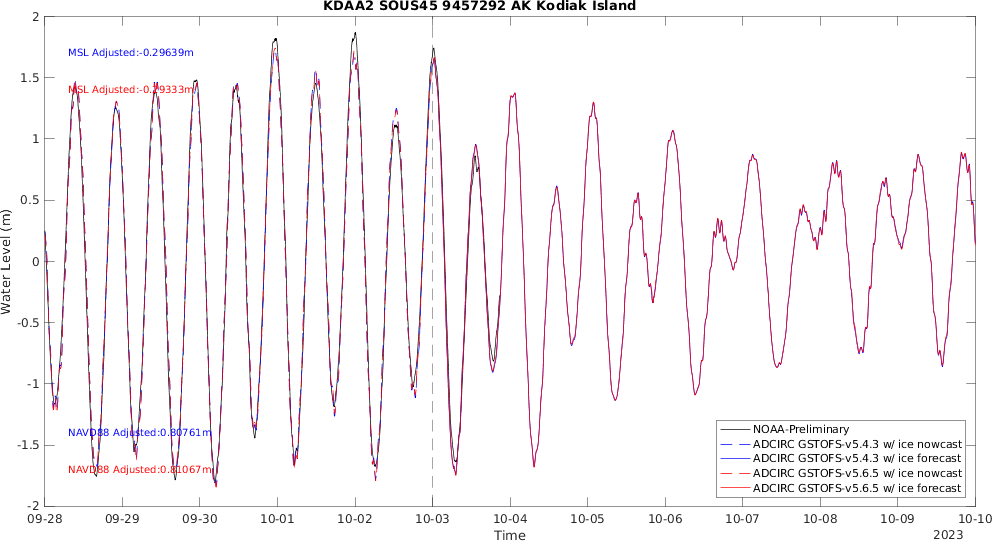 KDAA2 SOUS45 9457292 AK Kodiak Island
Water Level (m)
2
1.5
1
0.5
0
-0.5
-1
-1.5
-2
MSL Adjusted:-0.29639m
MSL Adjusted:-0.29333m
NAVD88 Adjusted:0.80761m
NAVD88 Adjusted:0.81067m
NOAA-Preliminary
ADCIRC GSTOFS-v5.4.3 w/ ice nowcast
ADCIRC GSTOFS-v5.4.3 w/ ice forecast
ADCIRC GSTOFS-v5.6.5 w/ ice nowcast
ADCIRC GSTOFS-v5.6.5 w/ ice forecast
09-28 09-29 09-30 10-01 10-02 10-03 10-04 10-05 10-06 10-07 10-08 10-09 10-10
Time
2023